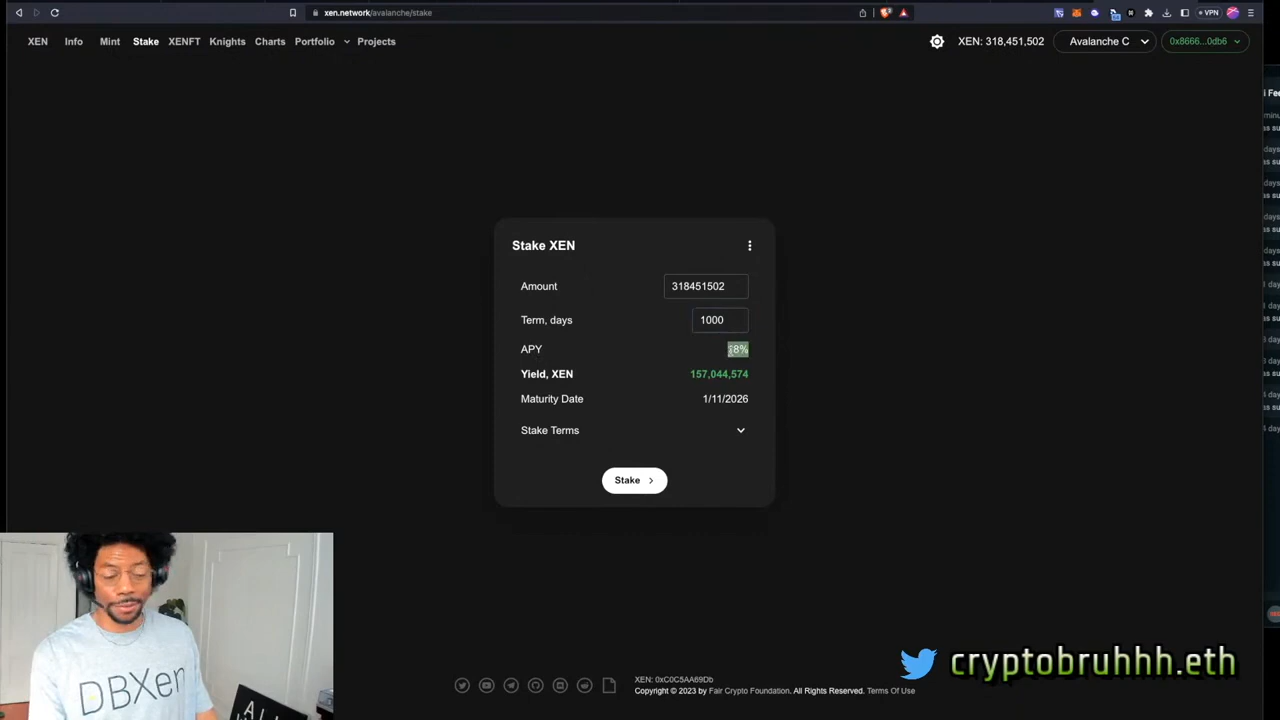 xen.network/avalanche/stake
VPN
XEN Info Mint Stake XENFT Knights Charts Portfolio Projects
XEN: 318,451,502 Avalanche C 0x8666...0db6
Stake XEN
Amount 318451502
Term, days 1000
APY 18%
Yield, XEN 157,044,574
Maturity Date 1/11/2026
Stake Terms
Stake
DBXen
cryptobruhhh.eth
XEN: 0xC0C5AA69Db
Copyright © 2023 by Fair Crypto Foundation. All Rights Reserved. Terms Of Use